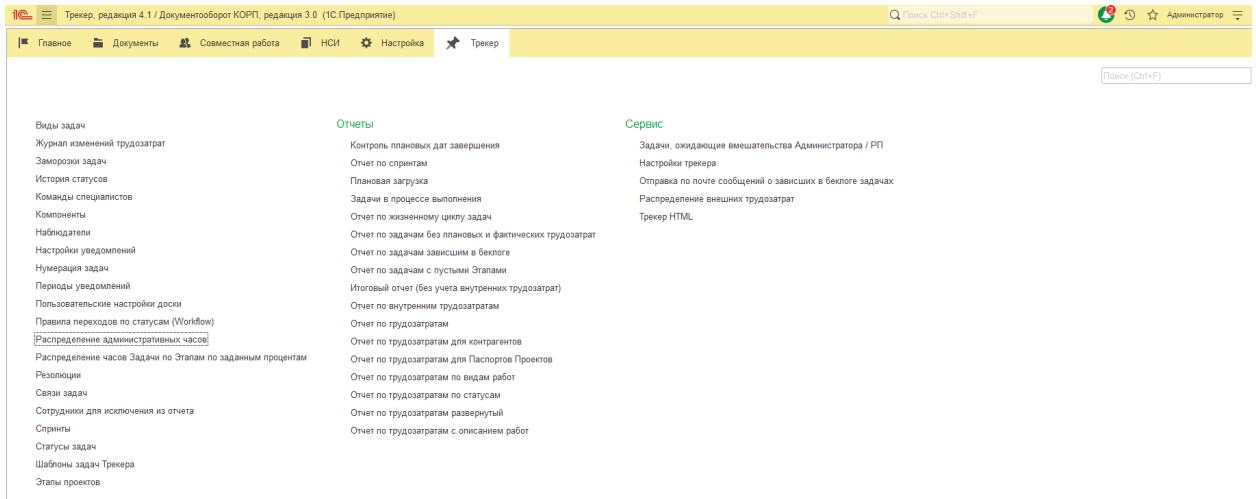 1С Трекер, редакция 4.1 / Документооборот КОРП, редакция 3.0 (1С:Предприятие) Поиск Ctrl+Shift+F 2 Администратор
Главное Документы Совместная работа НСИ Настройка Трекер
Поиск (Ctrl+F)
Виды задач
Журнал изменений трудозатрат
Заморозки задач
История статусов
Команды специалистов
Компоненты
Наблюдатели
Настройки уведомлений
Нумерация задач
Периоды уведомлений
Пользовательские настройки доски
Правила переходов по статусам (Workflow)
Распределение административных часов
Распределение часов Задачи по Этапам по заданным процентам
Резолюции
Связи задач
Сотрудники для исключения из отчета
Спринты
Статусы задач
Шаблоны задач Трекера
Этапы проектов
Отчеты
Контроль плановых дат завершения
Отчет по спринтам
Плановая загрузка
Задачи в процессе выполнения
Отчет по жизненному циклу задач
Отчет по задачам без плановых и фактических трудозатрат
Отчет по задачам зависшим в беклоге
Отчет по задачам с пустыми Этапами
Итоговый отчет (без учета внутренних трудозатрат)
Отчет по внутренним трудозатратам
Отчет по трудозатратам
Отчет по трудозатратам для контрагентов
Отчет по трудозатратам для Паспортов Проектов
Отчет по трудозатратам по видам работ
Отчет по трудозатратам по статусам
Отчет по трудозатратам развернутый
Отчет по трудозатратам с описанием работ
Сервис
Задачи, ожидающие вмешательства Администратора / РП
Настройки трекера
Отправка по почте сообщений о зависших в беклоге задачах
Распределение внешних трудозатрат
Трекер HTML